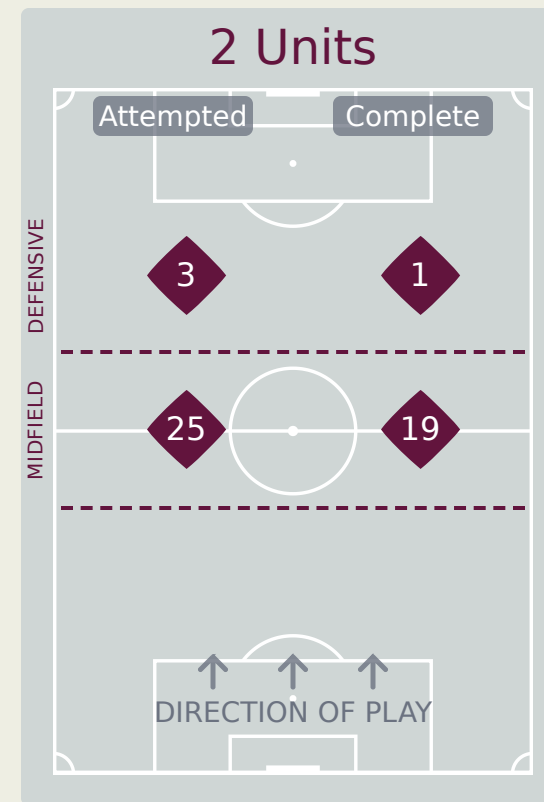 2 Units
Attempted Complete
DEFENSIVE
3 1
MIDFIELD
25 19
DIRECTION OF PLAY